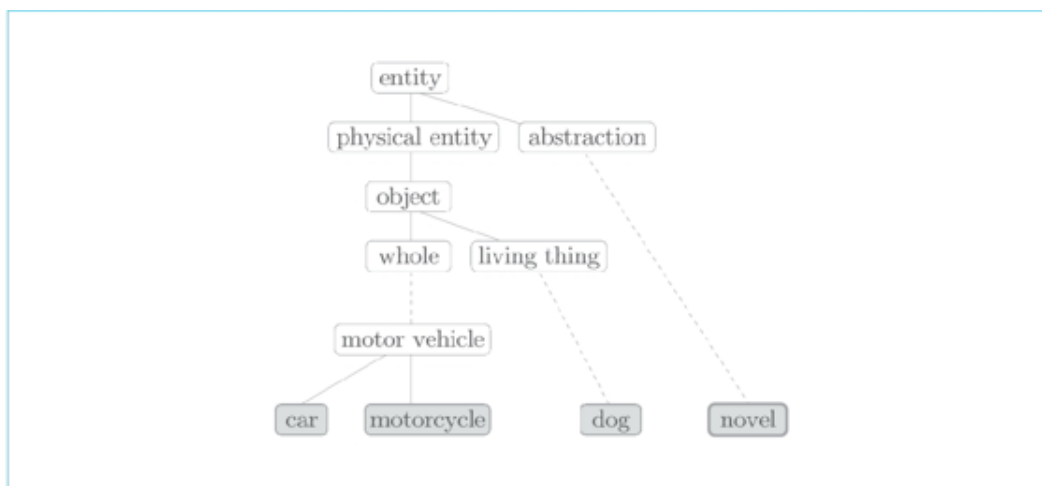 entity
physical entity abstraction
object
whole living thing
motor vehicle
car motorcycle dog novel